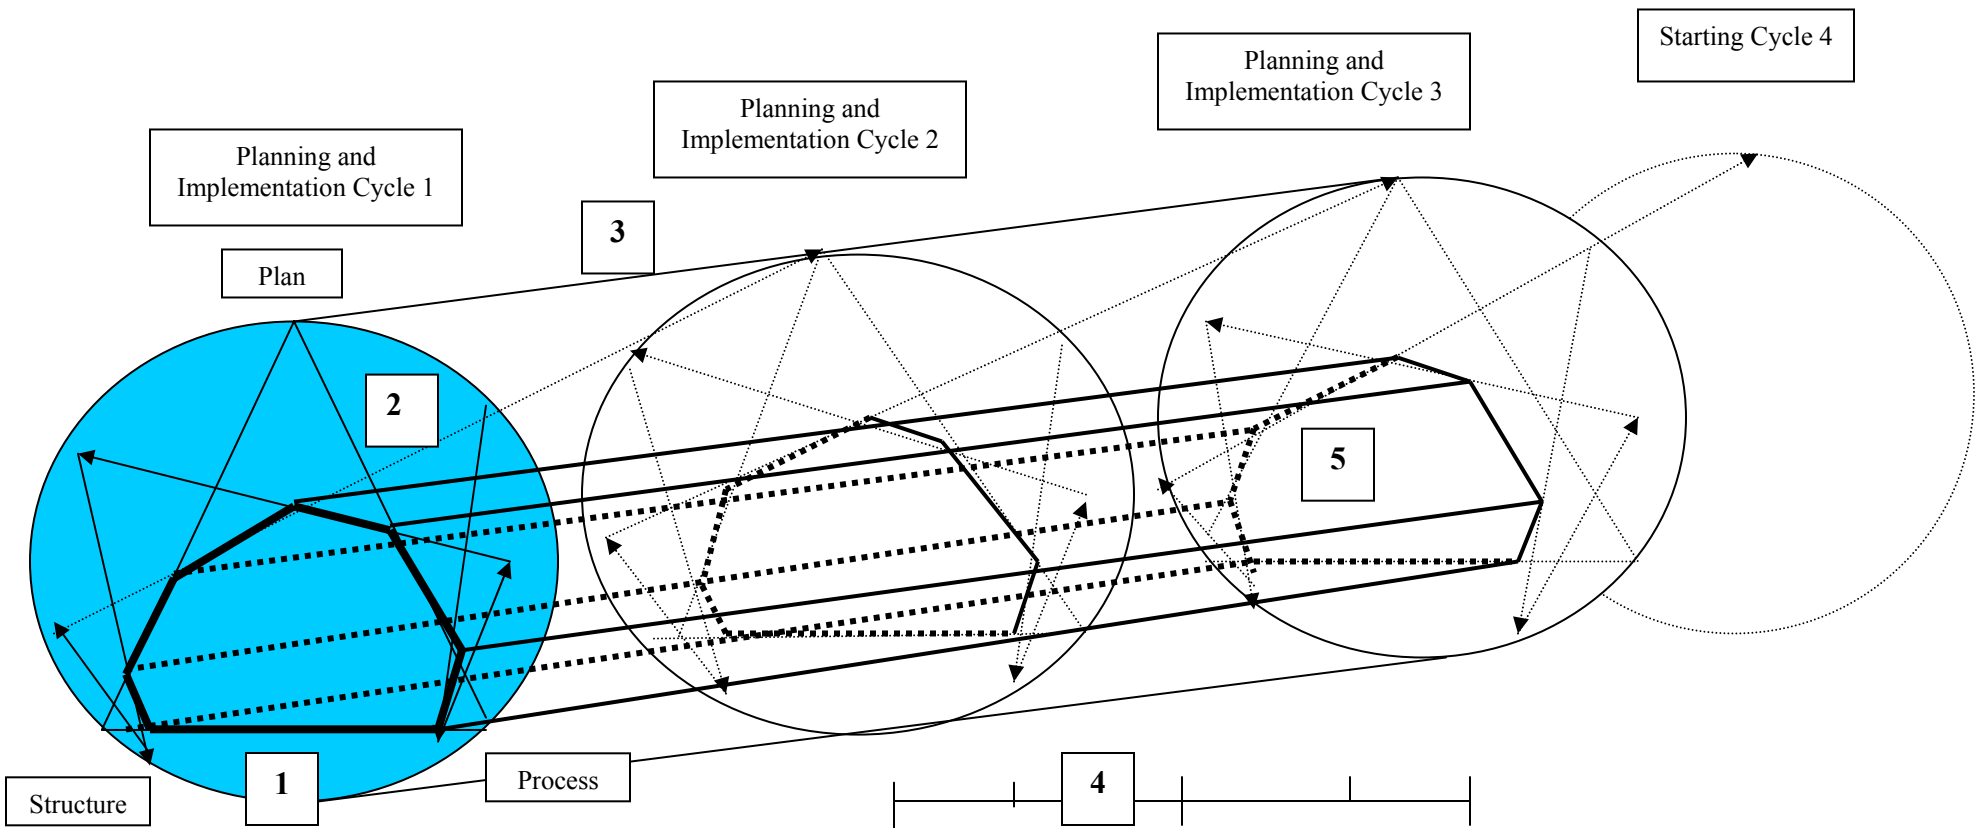 Starting Cycle 4
Planning and
Implementation Cycle 3
Planning and
Implementation Cycle 2
Planning and
Implementation Cycle 1
3
Plan
2
5
1
Process
4
Structure